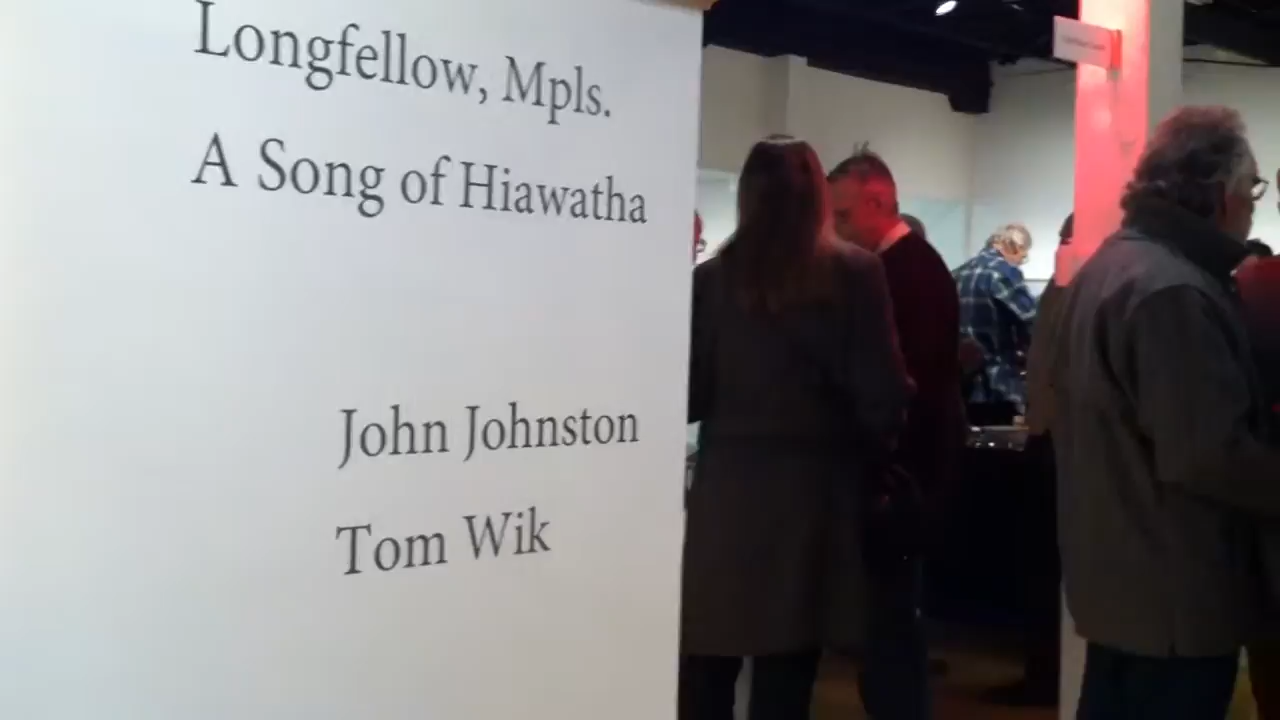 Longfellow, Mpls.
A Song of Hiawatha
John Johnston
Tom Wik